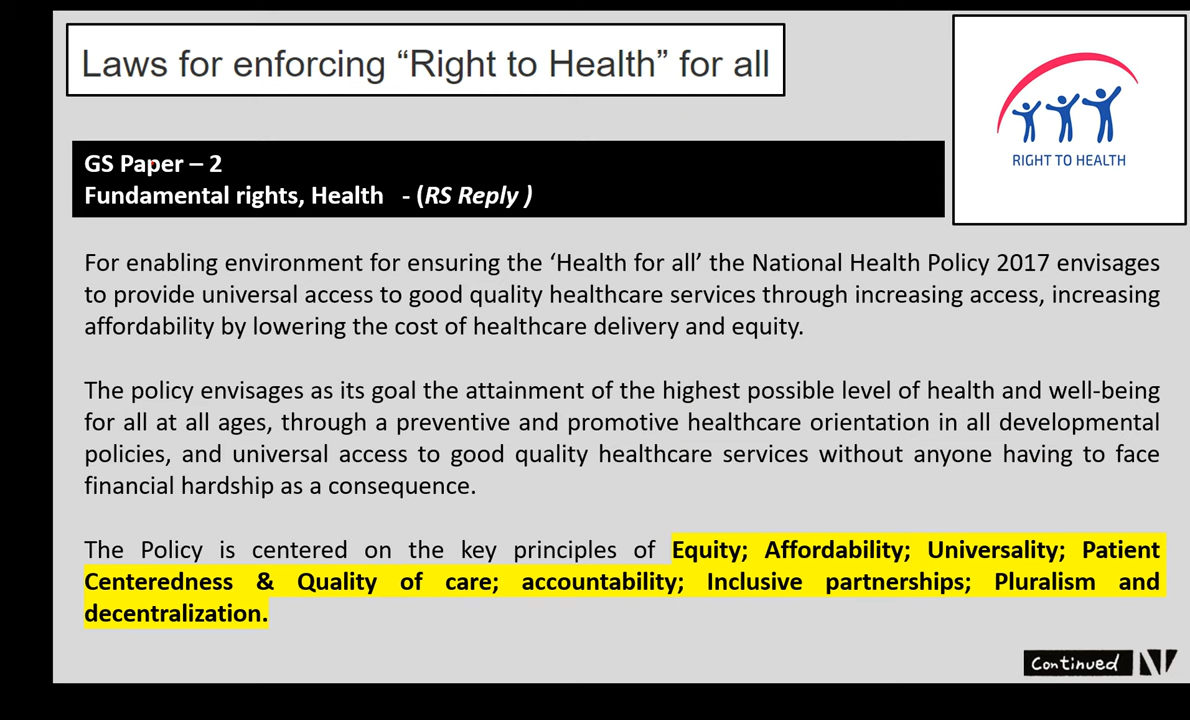 Laws for enforcing “Right to Health” for all
RIGHT TO HEALTH
GS Paper – 2
Fundamental rights, Health - (RS Reply )
For enabling environment for ensuring the ‘Health for all’ the National Health Policy 2017 envisages
to provide universal access to good quality healthcare services through increasing access, increasing
affordability by lowering the cost of healthcare delivery and equity.
The policy envisages as its goal the attainment of the highest possible level of health and well-being
for all at all ages, through a preventive and promotive healthcare orientation in all developmental
policies, and universal access to good quality healthcare services without anyone having to face
financial hardship as a consequence.
The Policy is centered on the key principles of Equity; Affordability; Universality; Patient
Centeredness & Quality of care; accountability; Inclusive partnerships; Pluralism and
decentralization.
Continued